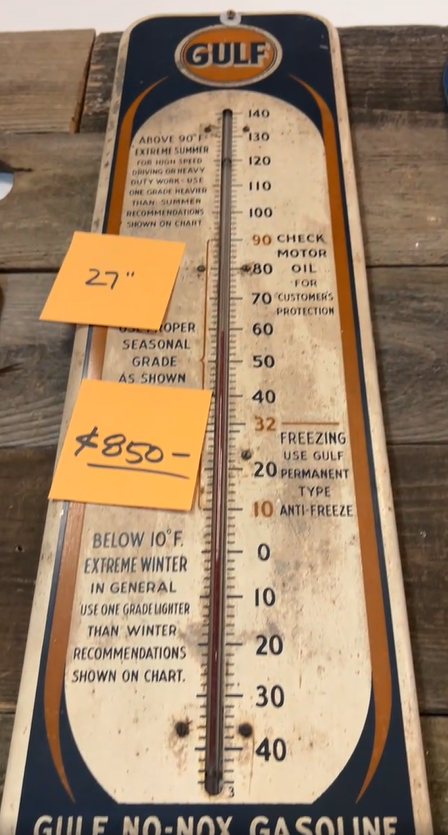 GULF
140
130
120
110
100
90
80
70
60
50
40
32
20
10
0
10
20
30
40
3
ABOVE 90°F.
EXTREME SUMMER
FOR HIGH SPEED
DRIVING OR HEAVY
DUTY WORK - USE
ONE GRADE HEAVIER
THAN SUMMER
RECOMMENDATIONS
SHOWN ON CHART
CHECK
MOTOR
OIL
FOR
CUSTOMER'S
PROTECTION
27"
USE PROPER
SEASONAL
GRADE
AS SHOWN
$850-
FREEZING
USE GULF
PERMANENT
TYPE
ANTI-FREEZE
BELOW 10°F.
EXTREME WINTER
IN GENERAL
USE ONE GRADE LIGHTER
THAN WINTER
RECOMMENDATIONS
SHOWN ON CHART.
GULF NO-NOX GASOLINE